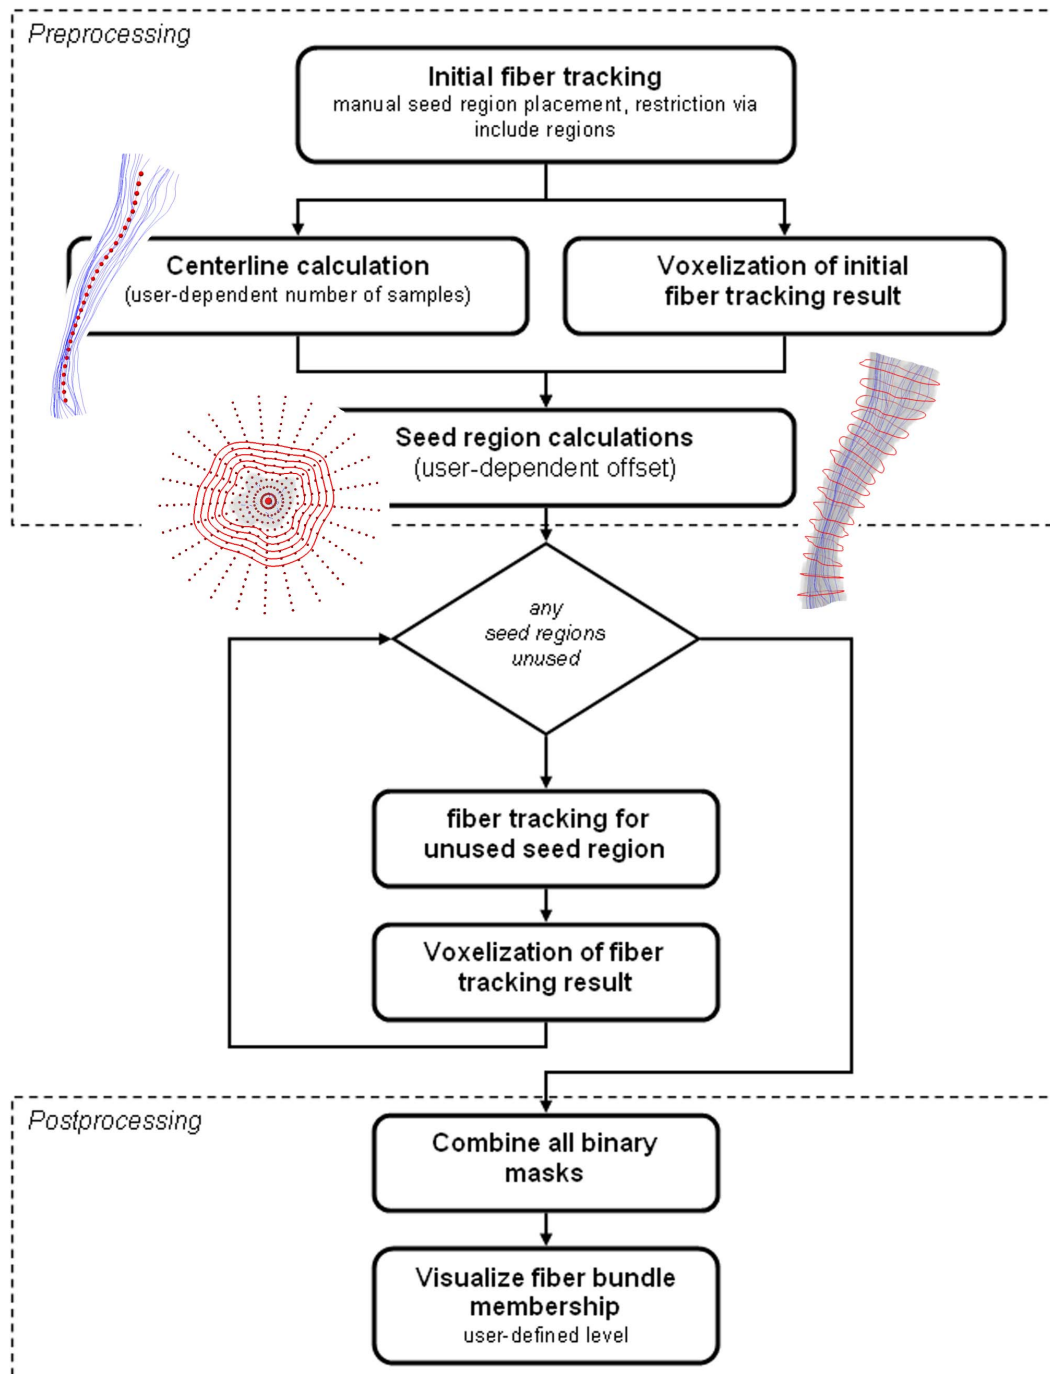 Preprocessing
Initial fiber tracking
manual seed region placement, restriction via
include regions
Centerline calculation
(user-dependent number of samples)
Voxelization of initial
fiber tracking result
Seed region calculations
(user-dependent offset)
any
seed regions
unused
fiber tracking for
unused seed region
Voxelization of fiber
tracking result
Postprocessing
Combine all binary
masks
Visualize fiber bundle
membership
user-defined level